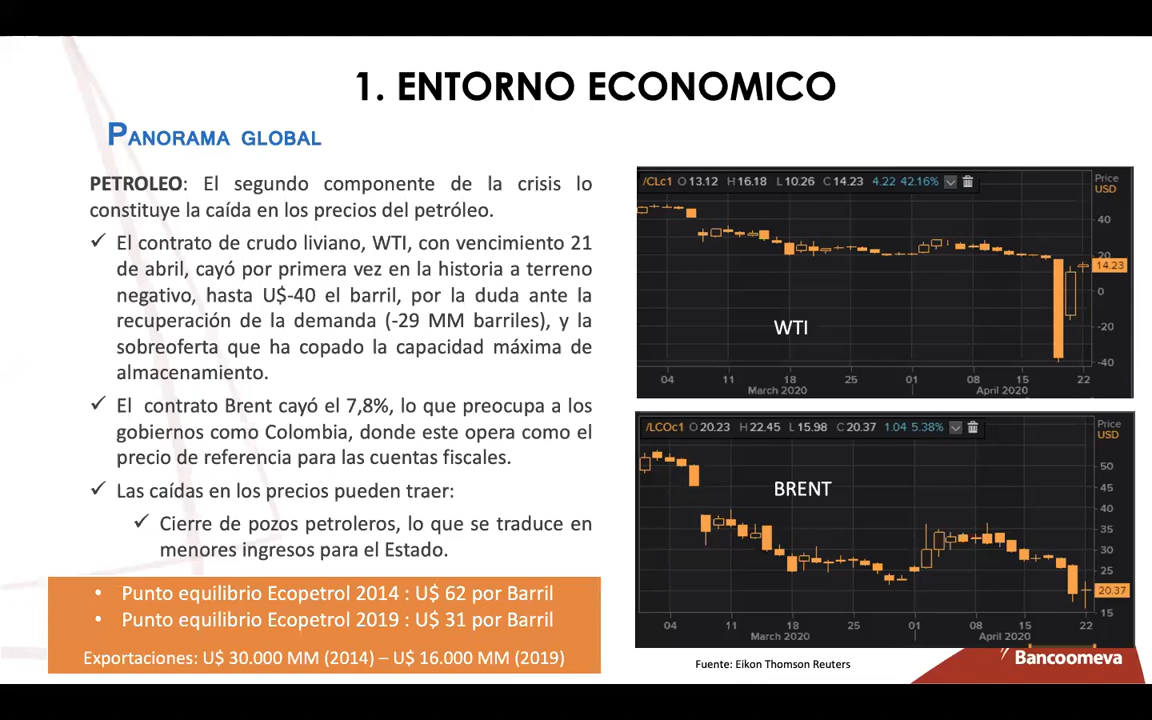 1. ENTORNO ECONOMICO
PANORAMA GLOBAL
PETROLEO: El segundo componente de la crisis lo
constituye la caída en los precios del petróleo.
✓ El contrato de crudo liviano, WTI, con vencimiento 21
de abril, cayó por primera vez en la historia a terreno
negativo, hasta U$-40 el barril, por la duda ante la
recuperación de la demanda (-29 MM barriles), y la
sobreoferta que ha copado la capacidad máxima de
almacenamiento.
✓ El contrato Brent cayó el 7,8%, lo que preocupa a los
gobiernos como Colombia, donde este opera como el
precio de referencia para las cuentas fiscales.
✓ Las caídas en los precios pueden traer:
✓ Cierre de pozos petroleros, lo que se traduce en
menores ingresos para el Estado.
• Punto equilibrio Ecopetrol 2014 : U$ 62 por Barril
• Punto equilibrio Ecopetrol 2019 : U$ 31 por Barril
Exportaciones: U$ 30.000 MM (2014) – U$ 16.000 MM (2019)
/CLc1 O 13.12 H 16.18 L 10.26 C 14.23 4.22 42.16%
Price
USD
40
20
14.23
0
-20
-40
WTI
04 11 18 25 01 08 15 22
March 2020 April 2020
/LCOc1 O 20.23 H 22.45 L 15.98 C 20.37 1.04 5.38%
Price
USD
50
45
40
35
30
25
20.37
15
BRENT
04 11 18 25 01 08 15 22
March 2020 April 2020
Fuente: Eikon Thomson Reuters
Bancoomeva